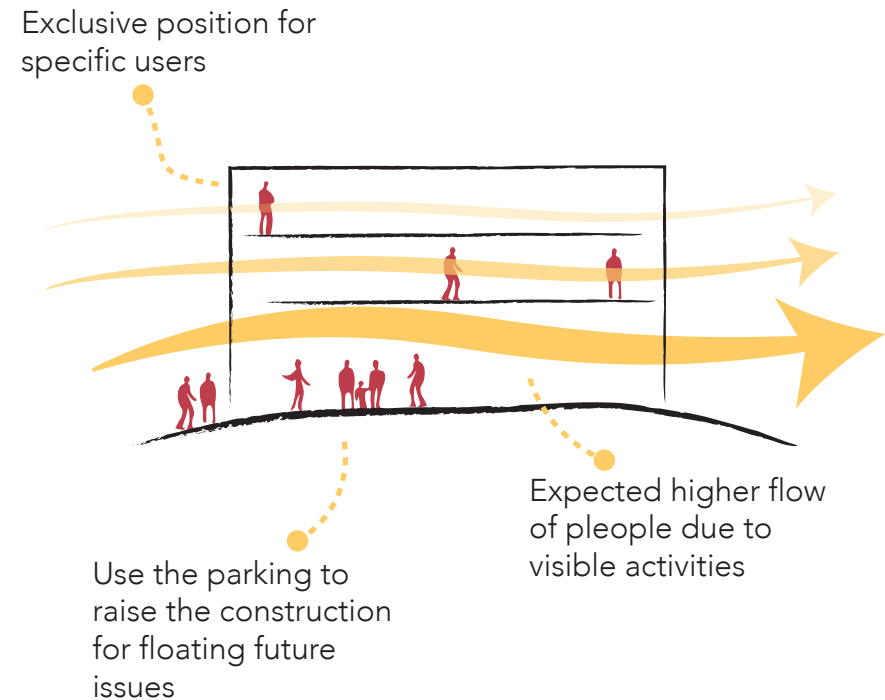 Exclusive position for
specific users
Expected higher flow
of pleople due to
visible activities
Use the parking to
raise the construction
for floating future
issues